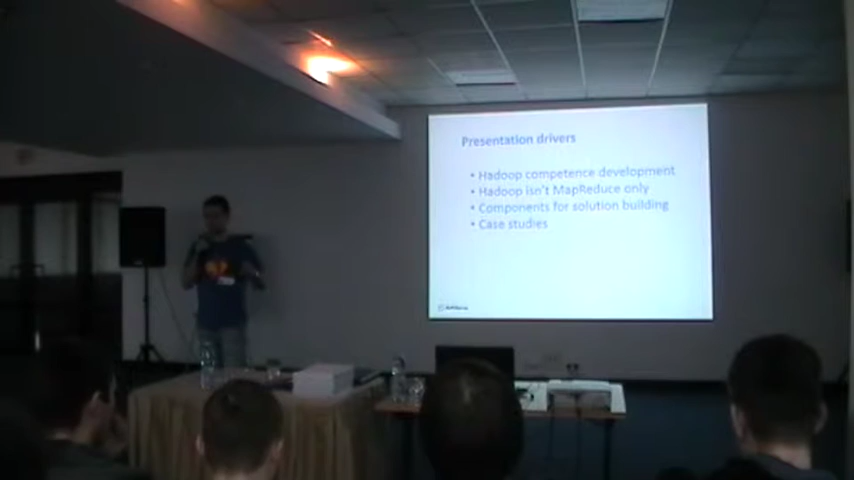 Presentation drivers
• Hadoop competence development
• Hadoop isn't MapReduce only
• Components for solution building
• Case studies